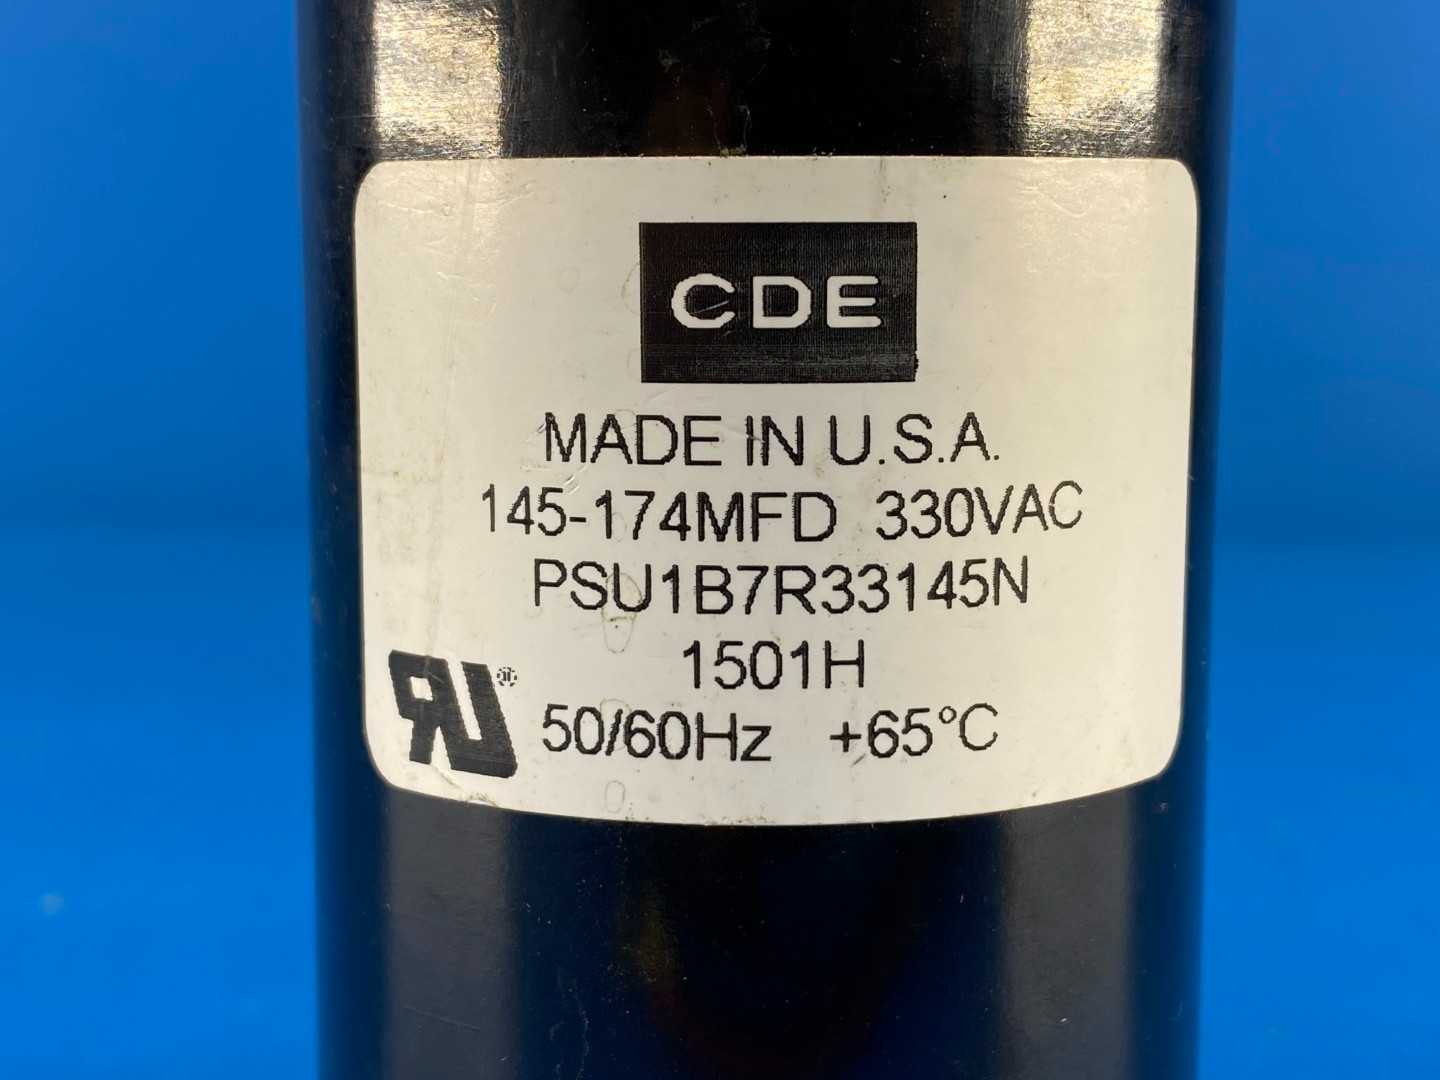 CDE
MADE IN U.S.A.
145-174MFD 330VAC
PSU1B7R33145N
1501H
50/60Hz +65°C